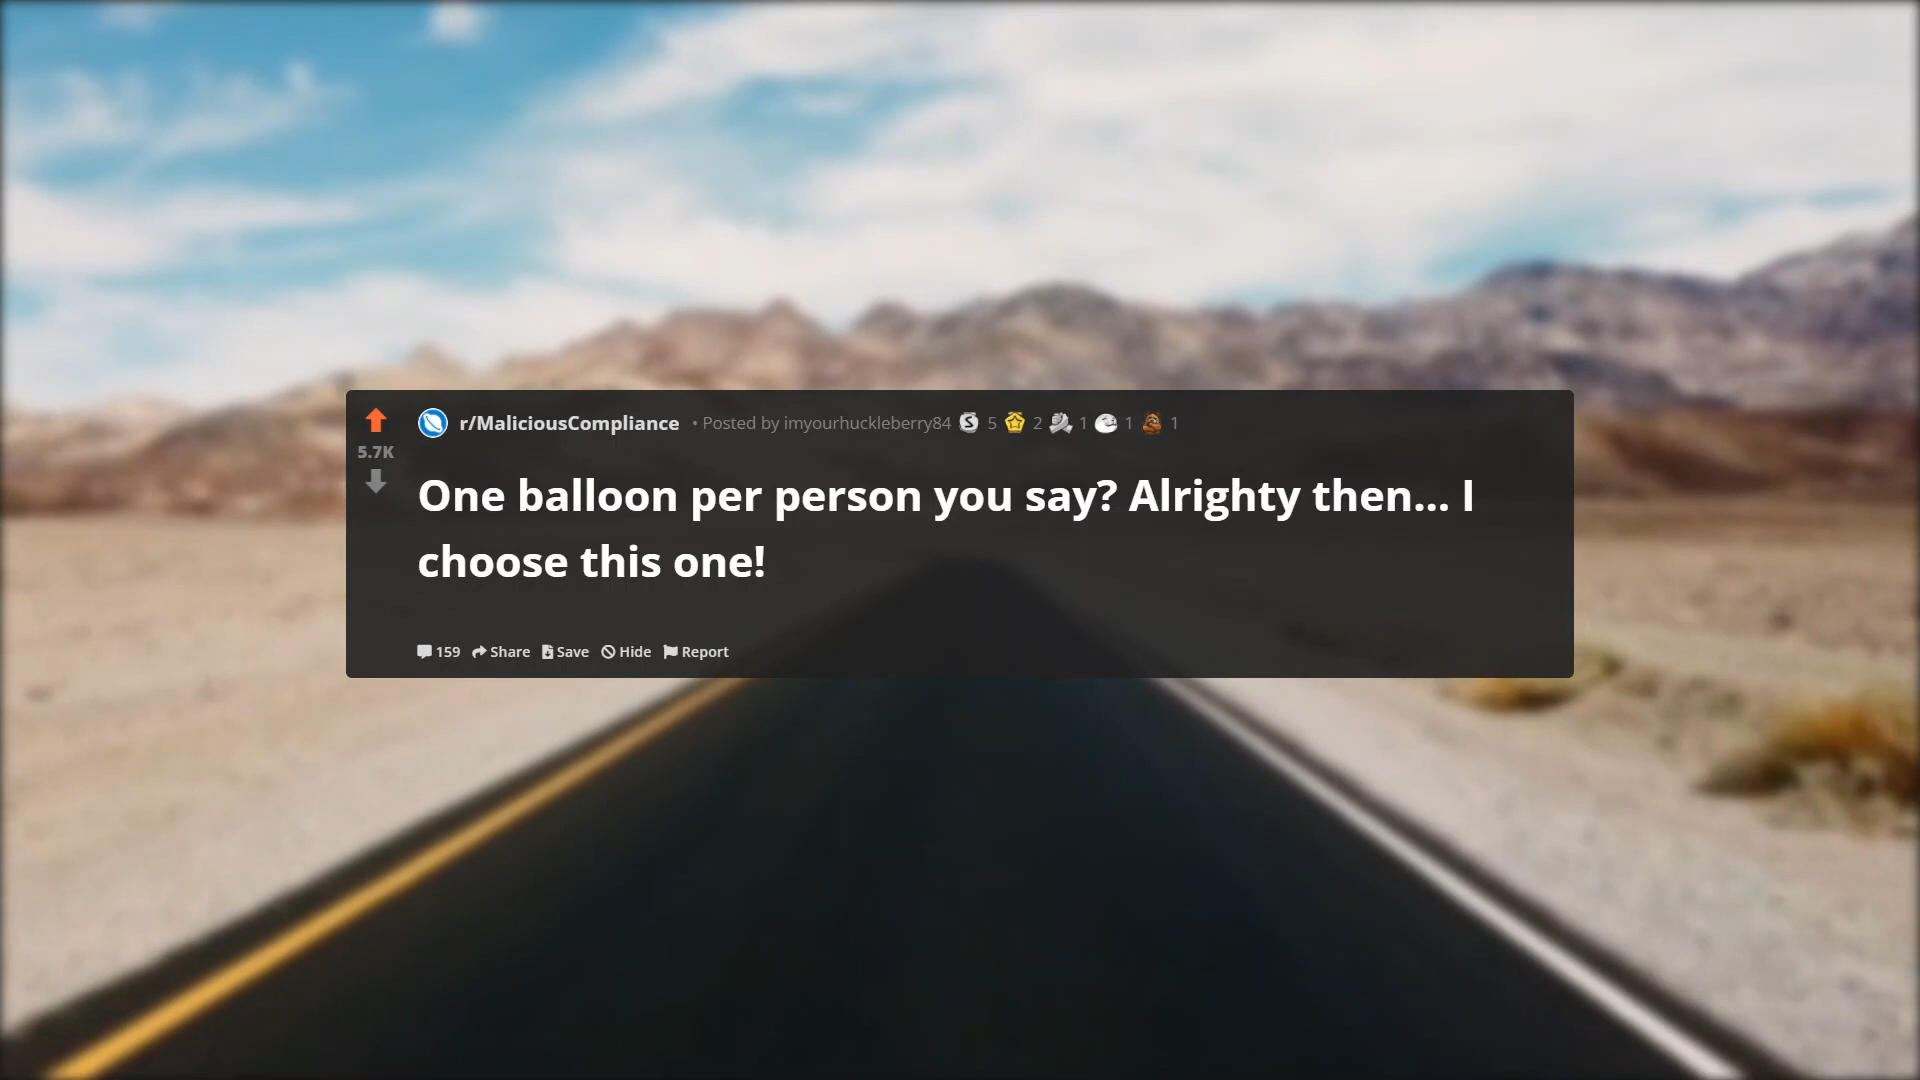 r/MaliciousCompliance • Posted by imyourhuckleberry84 5 2 1 1 1
5.7K
One balloon per person you say? Alrighty then... I
choose this one!
159 Share Save Hide Report